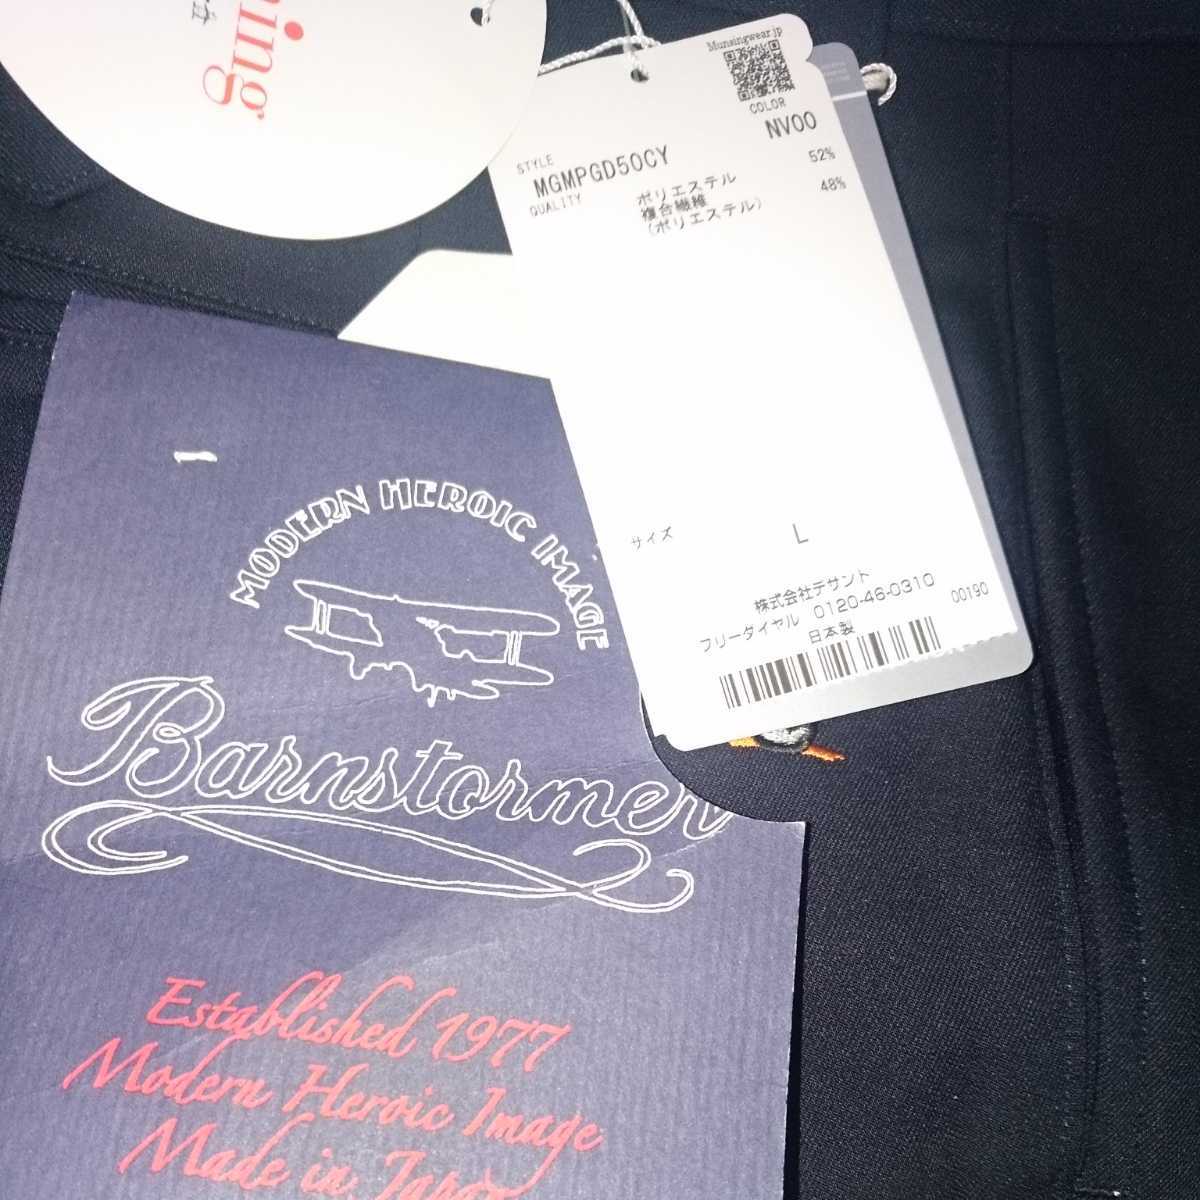 ing
Munsingwear.jp
COLOR
NV00
STYLE
MGMPGD50CY
QUALITY
ポリエステル 52%
複合繊維 48%
(ポリエステル)
サイズ L
株式会社デサント
フリーダイヤル 0120-46-0310
日本製
00190
MODERN HEROIC IMAGE
Barnstormer
Established 1977
Modern Heroic Image
Made in Japan